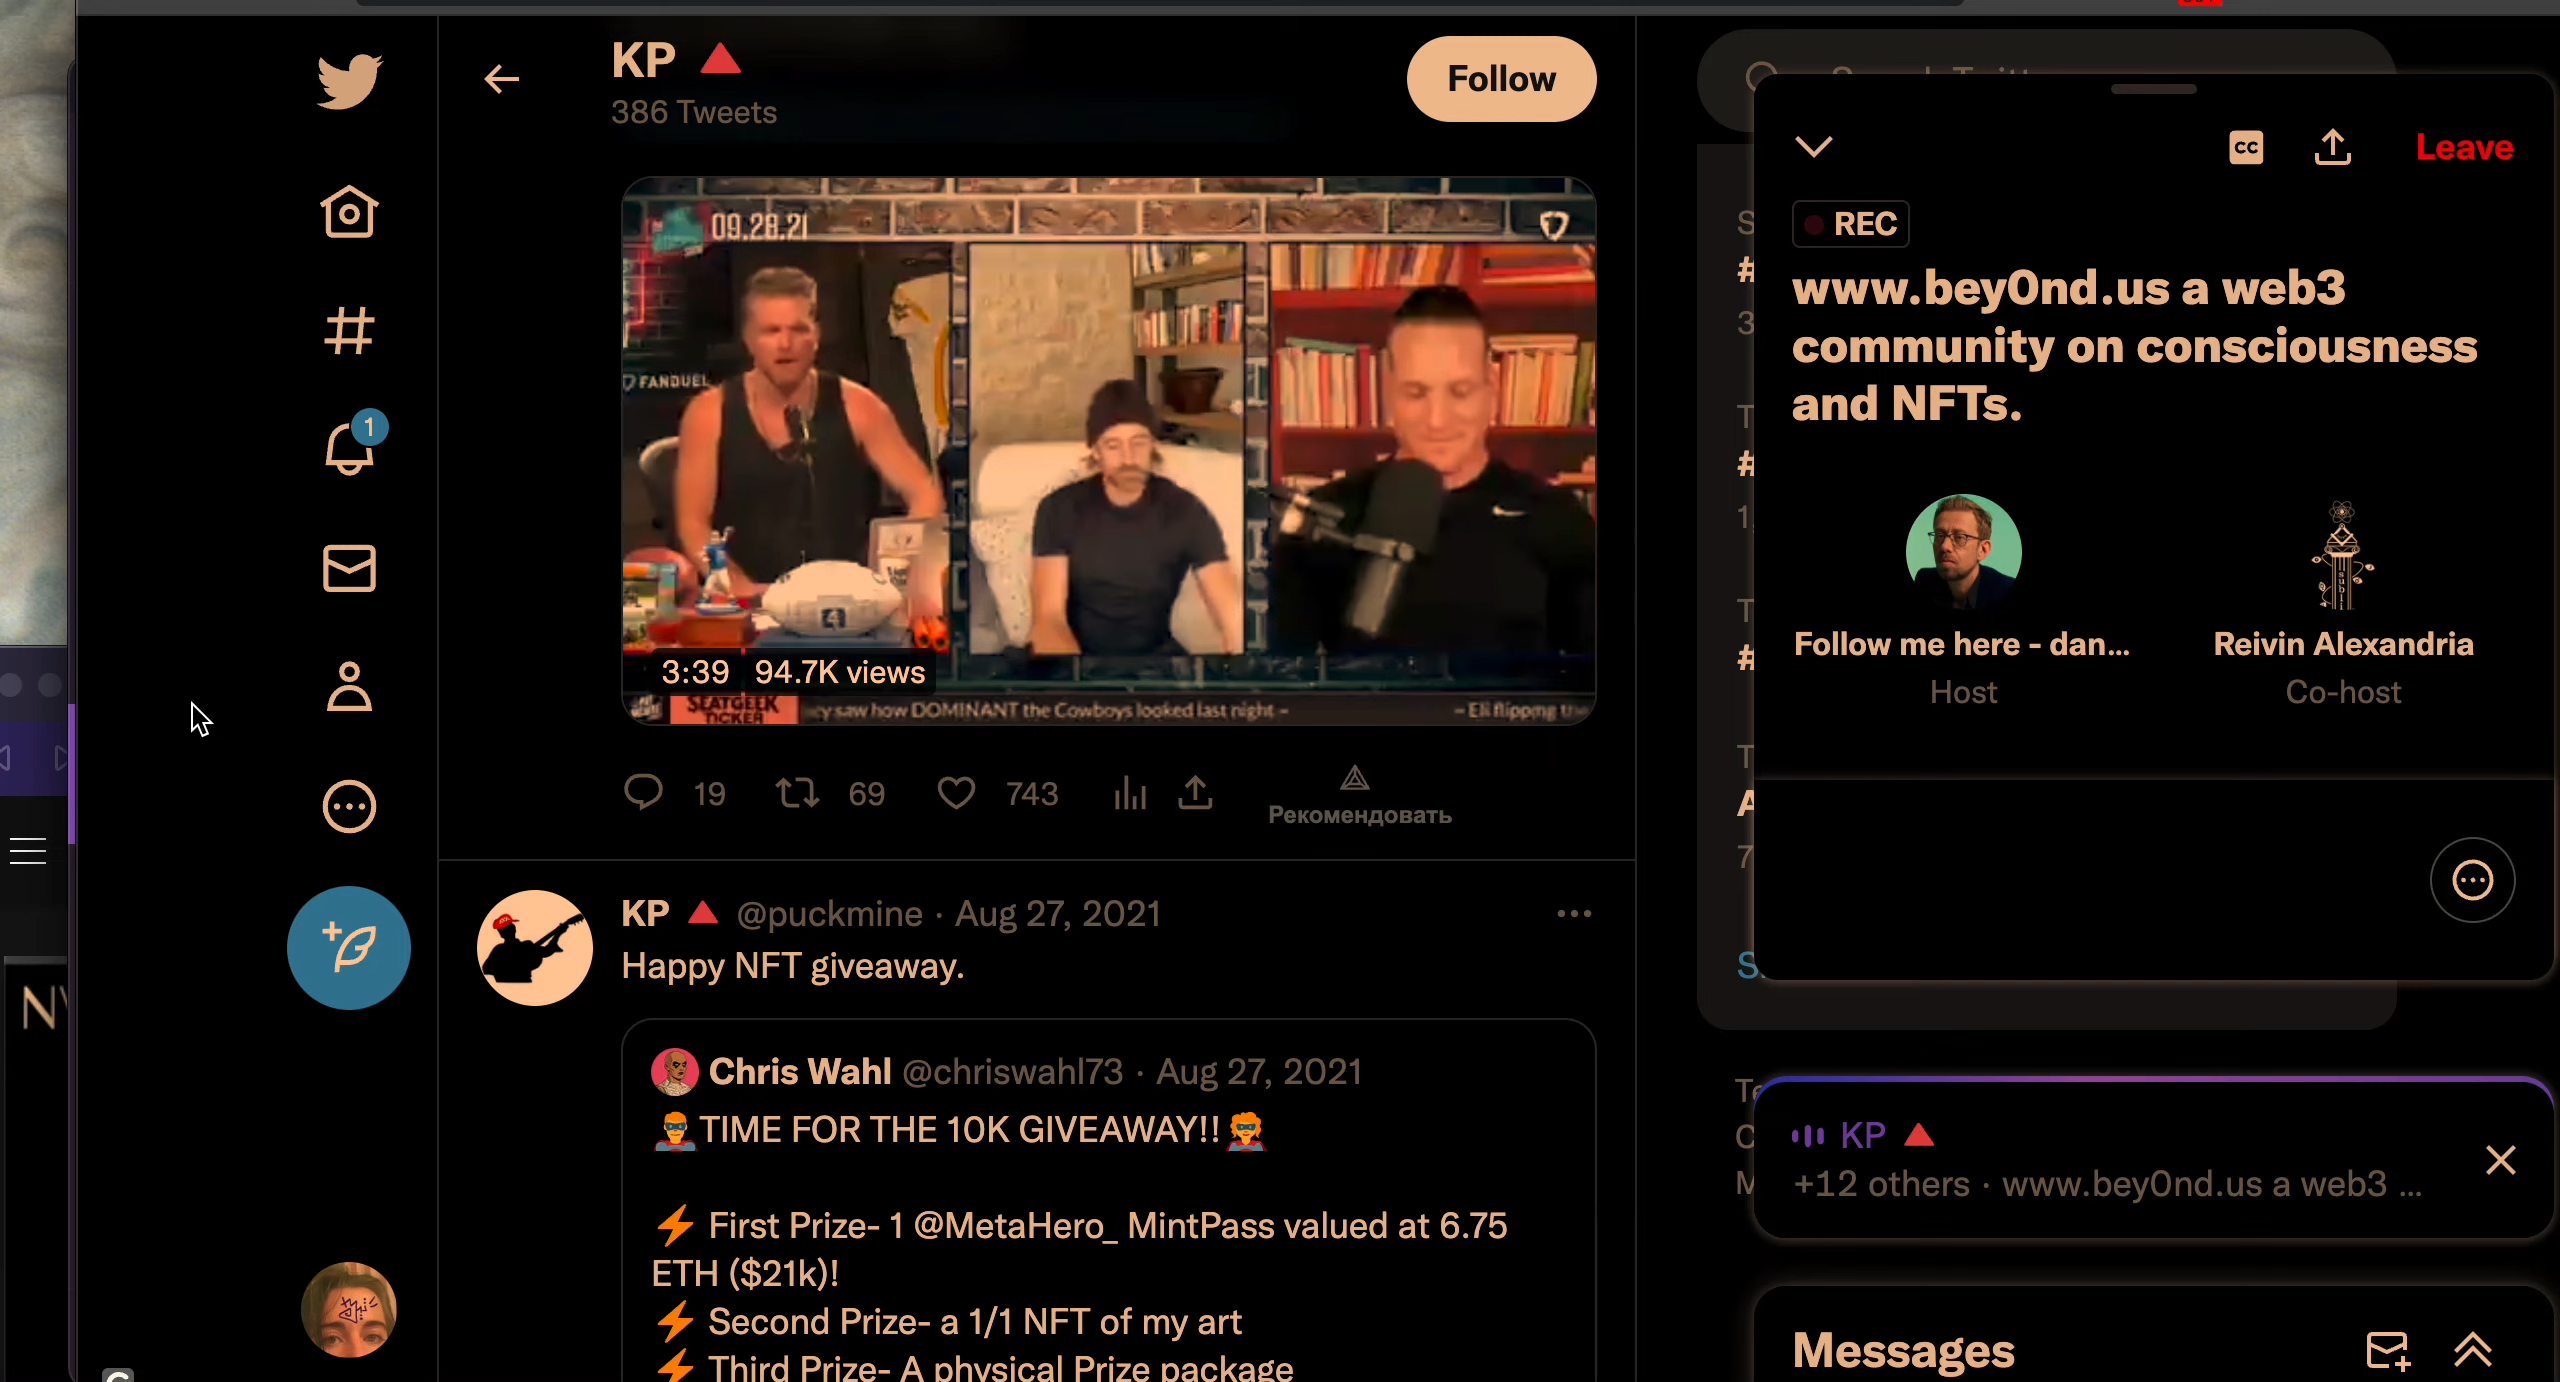 KP
386 Tweets
Follow
09.28.21
FANDUEL
3:39 94.7K views
SEATGEEK
TICKER
saw how DOMINANT the Cowboys looked last night -
- Eli flipping
19
69
743
Рекомендовать
KP @puckmine · Aug 27, 2021
Happy NFT giveaway.
Chris Wahl @chriswahl73 · Aug 27, 2021
TIME FOR THE 10K GIVEAWAY!!
First Prize- 1 @MetaHero_ MintPass valued at 6.75
ETH ($21k)!
Second Prize- a 1/1 NFT of my art
Third Prize- A physical Prize package
1
CC
Leave
REC
www.bey0nd.us a web3
community on consciousness
and NFTs.
Follow me here - dan...
Host
Reivin Alexandria
Co-host
KP
+12 others · www.bey0nd.us a web3 ...
Messages